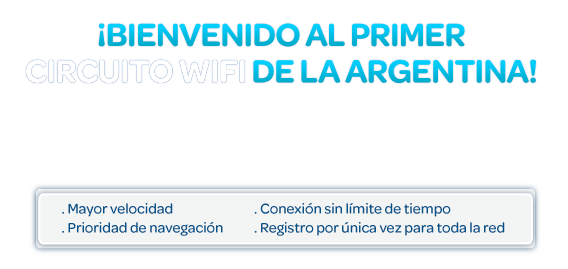 ¡BIENVENIDO AL PRIMER
CIRCUITO WIFI DE LA ARGENTINA!
. Mayor velocidad
. Prioridad de navegación
. Conexión sin límite de tiempo
. Registro por única vez para toda la red